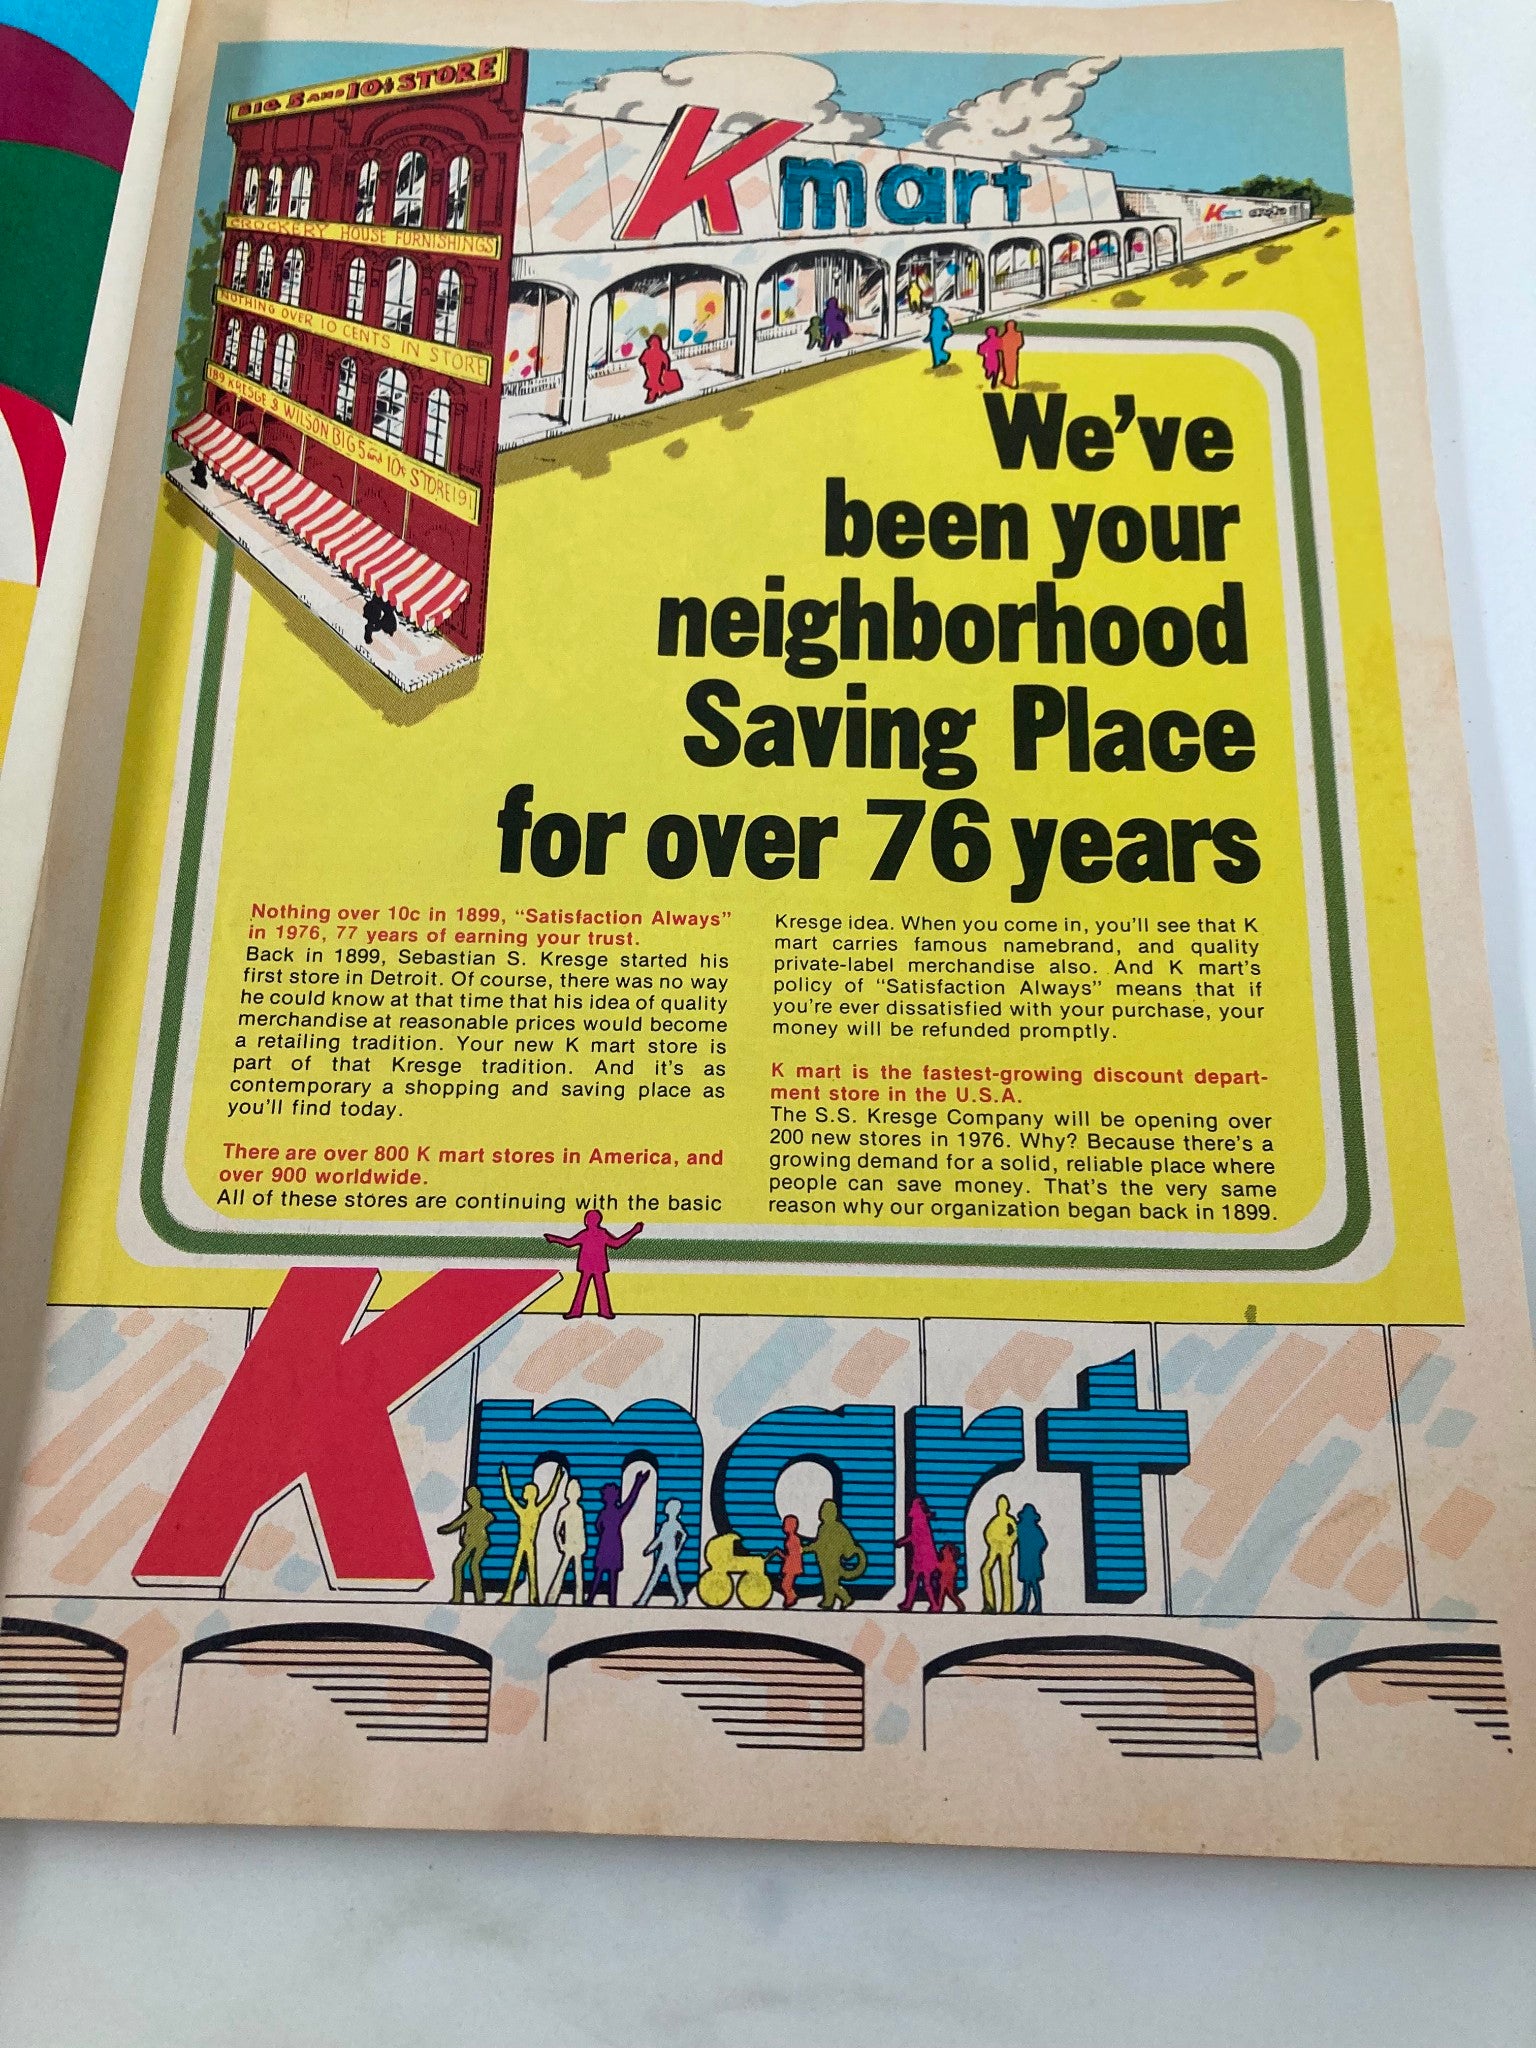 BIG 5 AND 10¢ STORE
CROCKERY HOUSE FURNISHINGS
NOTHING OVER 10 CENTS IN STORE
189 KRESGE & WILSON BIG 5 and 10¢ STORE 191
K mart
K mart
We've
been your
neighborhood
Saving Place
for over 76 years
Nothing over 10c in 1899, "Satisfaction Always"
in 1976, 77 years of earning your trust.
Back in 1899, Sebastian S. Kresge started his
first store in Detroit. Of course, there was no way
he could know at that time that his idea of quality
merchandise at reasonable prices would become
a retailing tradition. Your new K mart store is
part of that Kresge tradition. And it's as
contemporary a shopping and saving place as
you'll find today.
There are over 800 K mart stores in America, and
over 900 worldwide.
All of these stores are continuing with the basic
Kresge idea. When you come in, you'll see that K
mart carries famous namebrand, and quality
private-label merchandise also. And K mart's
policy of "Satisfaction Always" means that if
you're ever dissatisfied with your purchase, your
money will be refunded promptly.
K mart is the fastest-growing discount depart-
ment store in the U.S.A.
The S.S. Kresge Company will be opening over
200 new stores in 1976. Why? Because there's a
growing demand for a solid, reliable place where
people can save money. That's the very same
reason why our organization began back in 1899.
Kmart